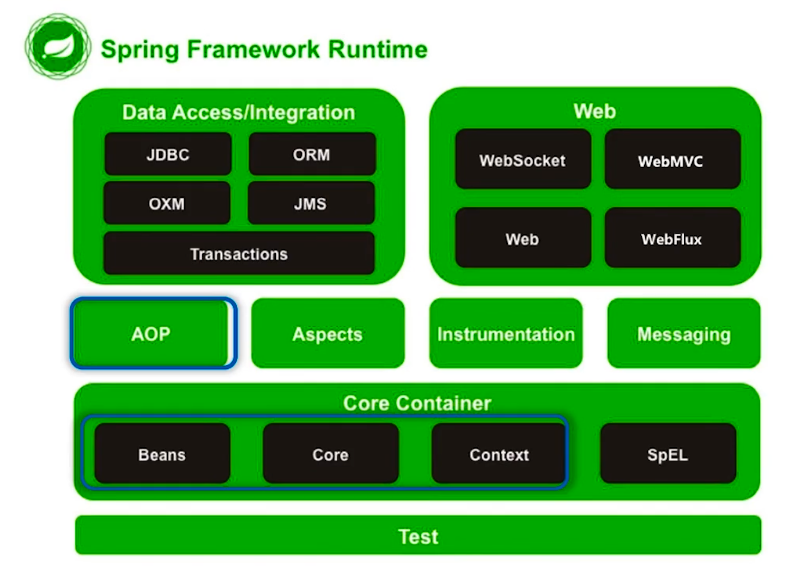 Spring Framework Runtime
Data Access/Integration
JDBC
ORM
OXM
JMS
Transactions
Web
WebSocket
WebMVC
Web
WebFlux
AOP
Aspects
Instrumentation
Messaging
Core Container
Beans
Core
Context
SpEL
Test